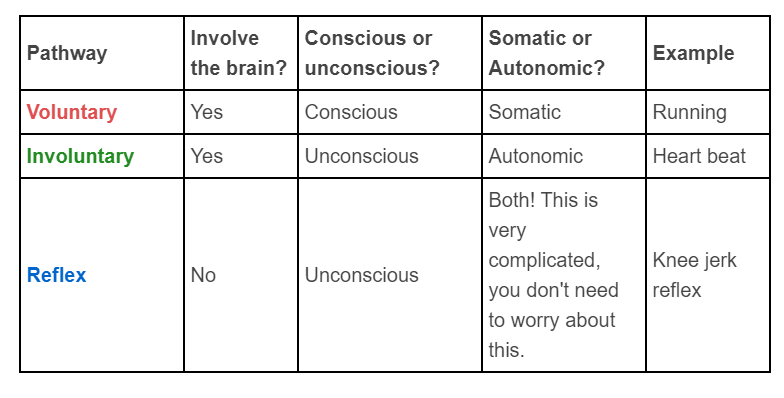 Pathway
Involve
the brain?
Conscious or
unconscious?
Somatic or
Autonomic?
Example
Voluntary
Yes
Conscious
Somatic
Running
Involuntary
Yes
Unconscious
Autonomic
Heart beat
Reflex
No
Unconscious
Both! This is
very
complicated,
you don't need
to worry about
this.
Knee jerk
reflex